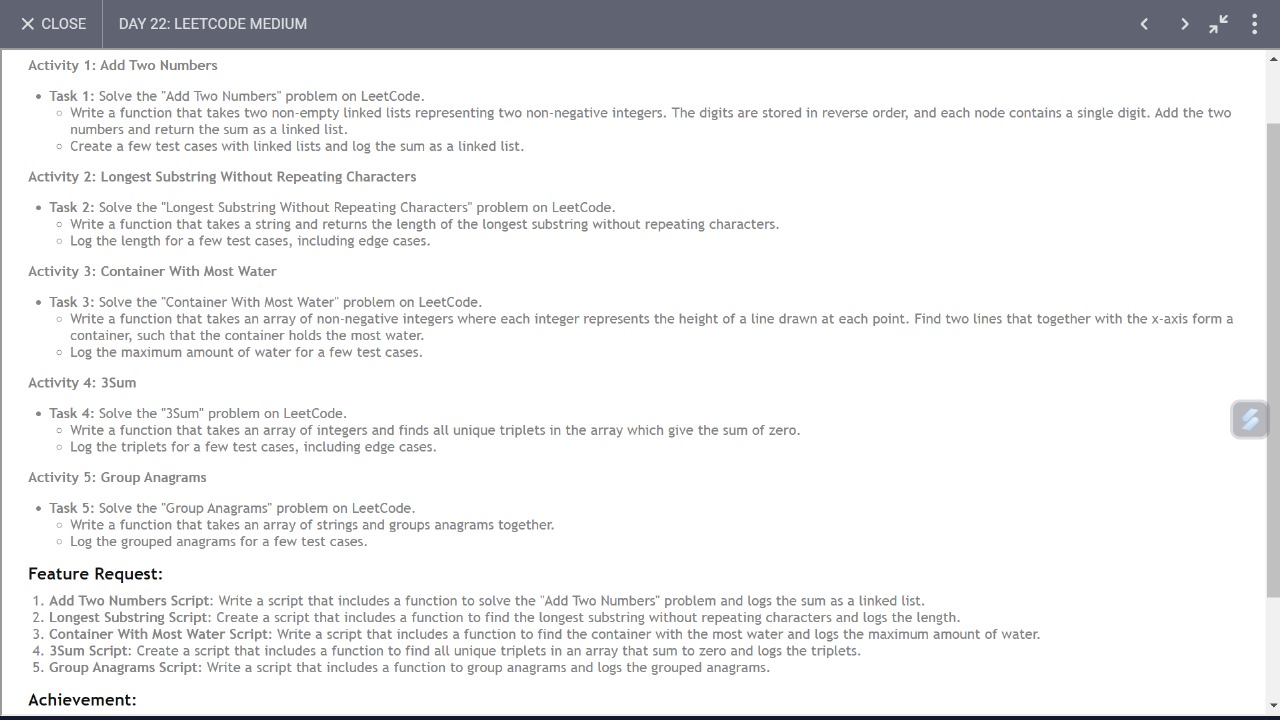 CLOSE
DAY 22: LEETCODE MEDIUM
Activity 1: Add Two Numbers
Task 1: Solve the "Add Two Numbers" problem on LeetCode.
Write a function that takes two non-empty linked lists representing two non-negative integers. The digits are stored in reverse order, and each node contains a single digit. Add the two
numbers and return the sum as a linked list.
Create a few test cases with linked lists and log the sum as a linked list.
Activity 2: Longest Substring Without Repeating Characters
Task 2: Solve the "Longest Substring Without Repeating Characters" problem on LeetCode.
Write a function that takes a string and returns the length of the longest substring without repeating characters.
Log the length for a few test cases, including edge cases.
Activity 3: Container With Most Water
Task 3: Solve the "Container With Most Water" problem on LeetCode.
Write a function that takes an array of non-negative integers where each integer represents the height of a line drawn at each point. Find two lines that together with the x-axis form a
container, such that the container holds the most water.
Log the maximum amount of water for a few test cases.
Activity 4: 3Sum
Task 4: Solve the "3Sum" problem on LeetCode.
Write a function that takes an array of integers and finds all unique triplets in the array which give the sum of zero.
Log the triplets for a few test cases, including edge cases.
Activity 5: Group Anagrams
Task 5: Solve the "Group Anagrams" problem on LeetCode.
Write a function that takes an array of strings and groups anagrams together.
Log the grouped anagrams for a few test cases.
Feature Request:
1. Add Two Numbers Script: Write a script that includes a function to solve the "Add Two Numbers" problem and logs the sum as a linked list.
2. Longest Substring Script: Create a script that includes a function to find the longest substring without repeating characters and logs the length.
3. Container With Most Water Script: Write a script that includes a function to find the container with the most water and logs the maximum amount of water.
4. 3Sum Script: Create a script that includes a function to find all unique triplets in an array that sum to zero and logs the triplets.
5. Group Anagrams Script: Write a script that includes a function to group anagrams and logs the grouped anagrams.
Achievement: